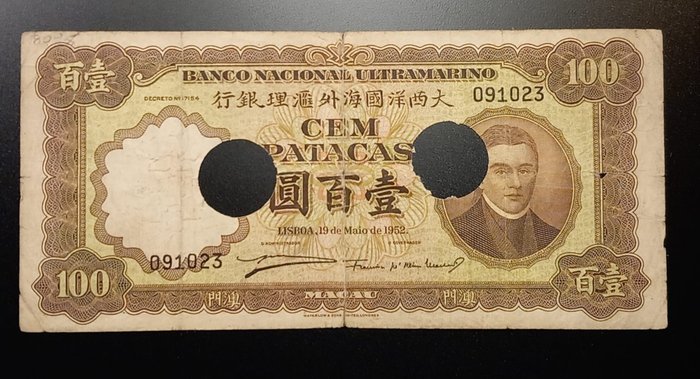 百壹 100
BANCO NACIONAL ULTRAMARINO
DECRETO Nº 17154
行銀理滙外海國洋西大
091023
CEM
PATACAS
圓百壹
LISBOA, 19 de Maio de 1952.
O ADMINISTRADOR O GOVERNADOR
091023
100 門澳 MACAU 門澳 百壹